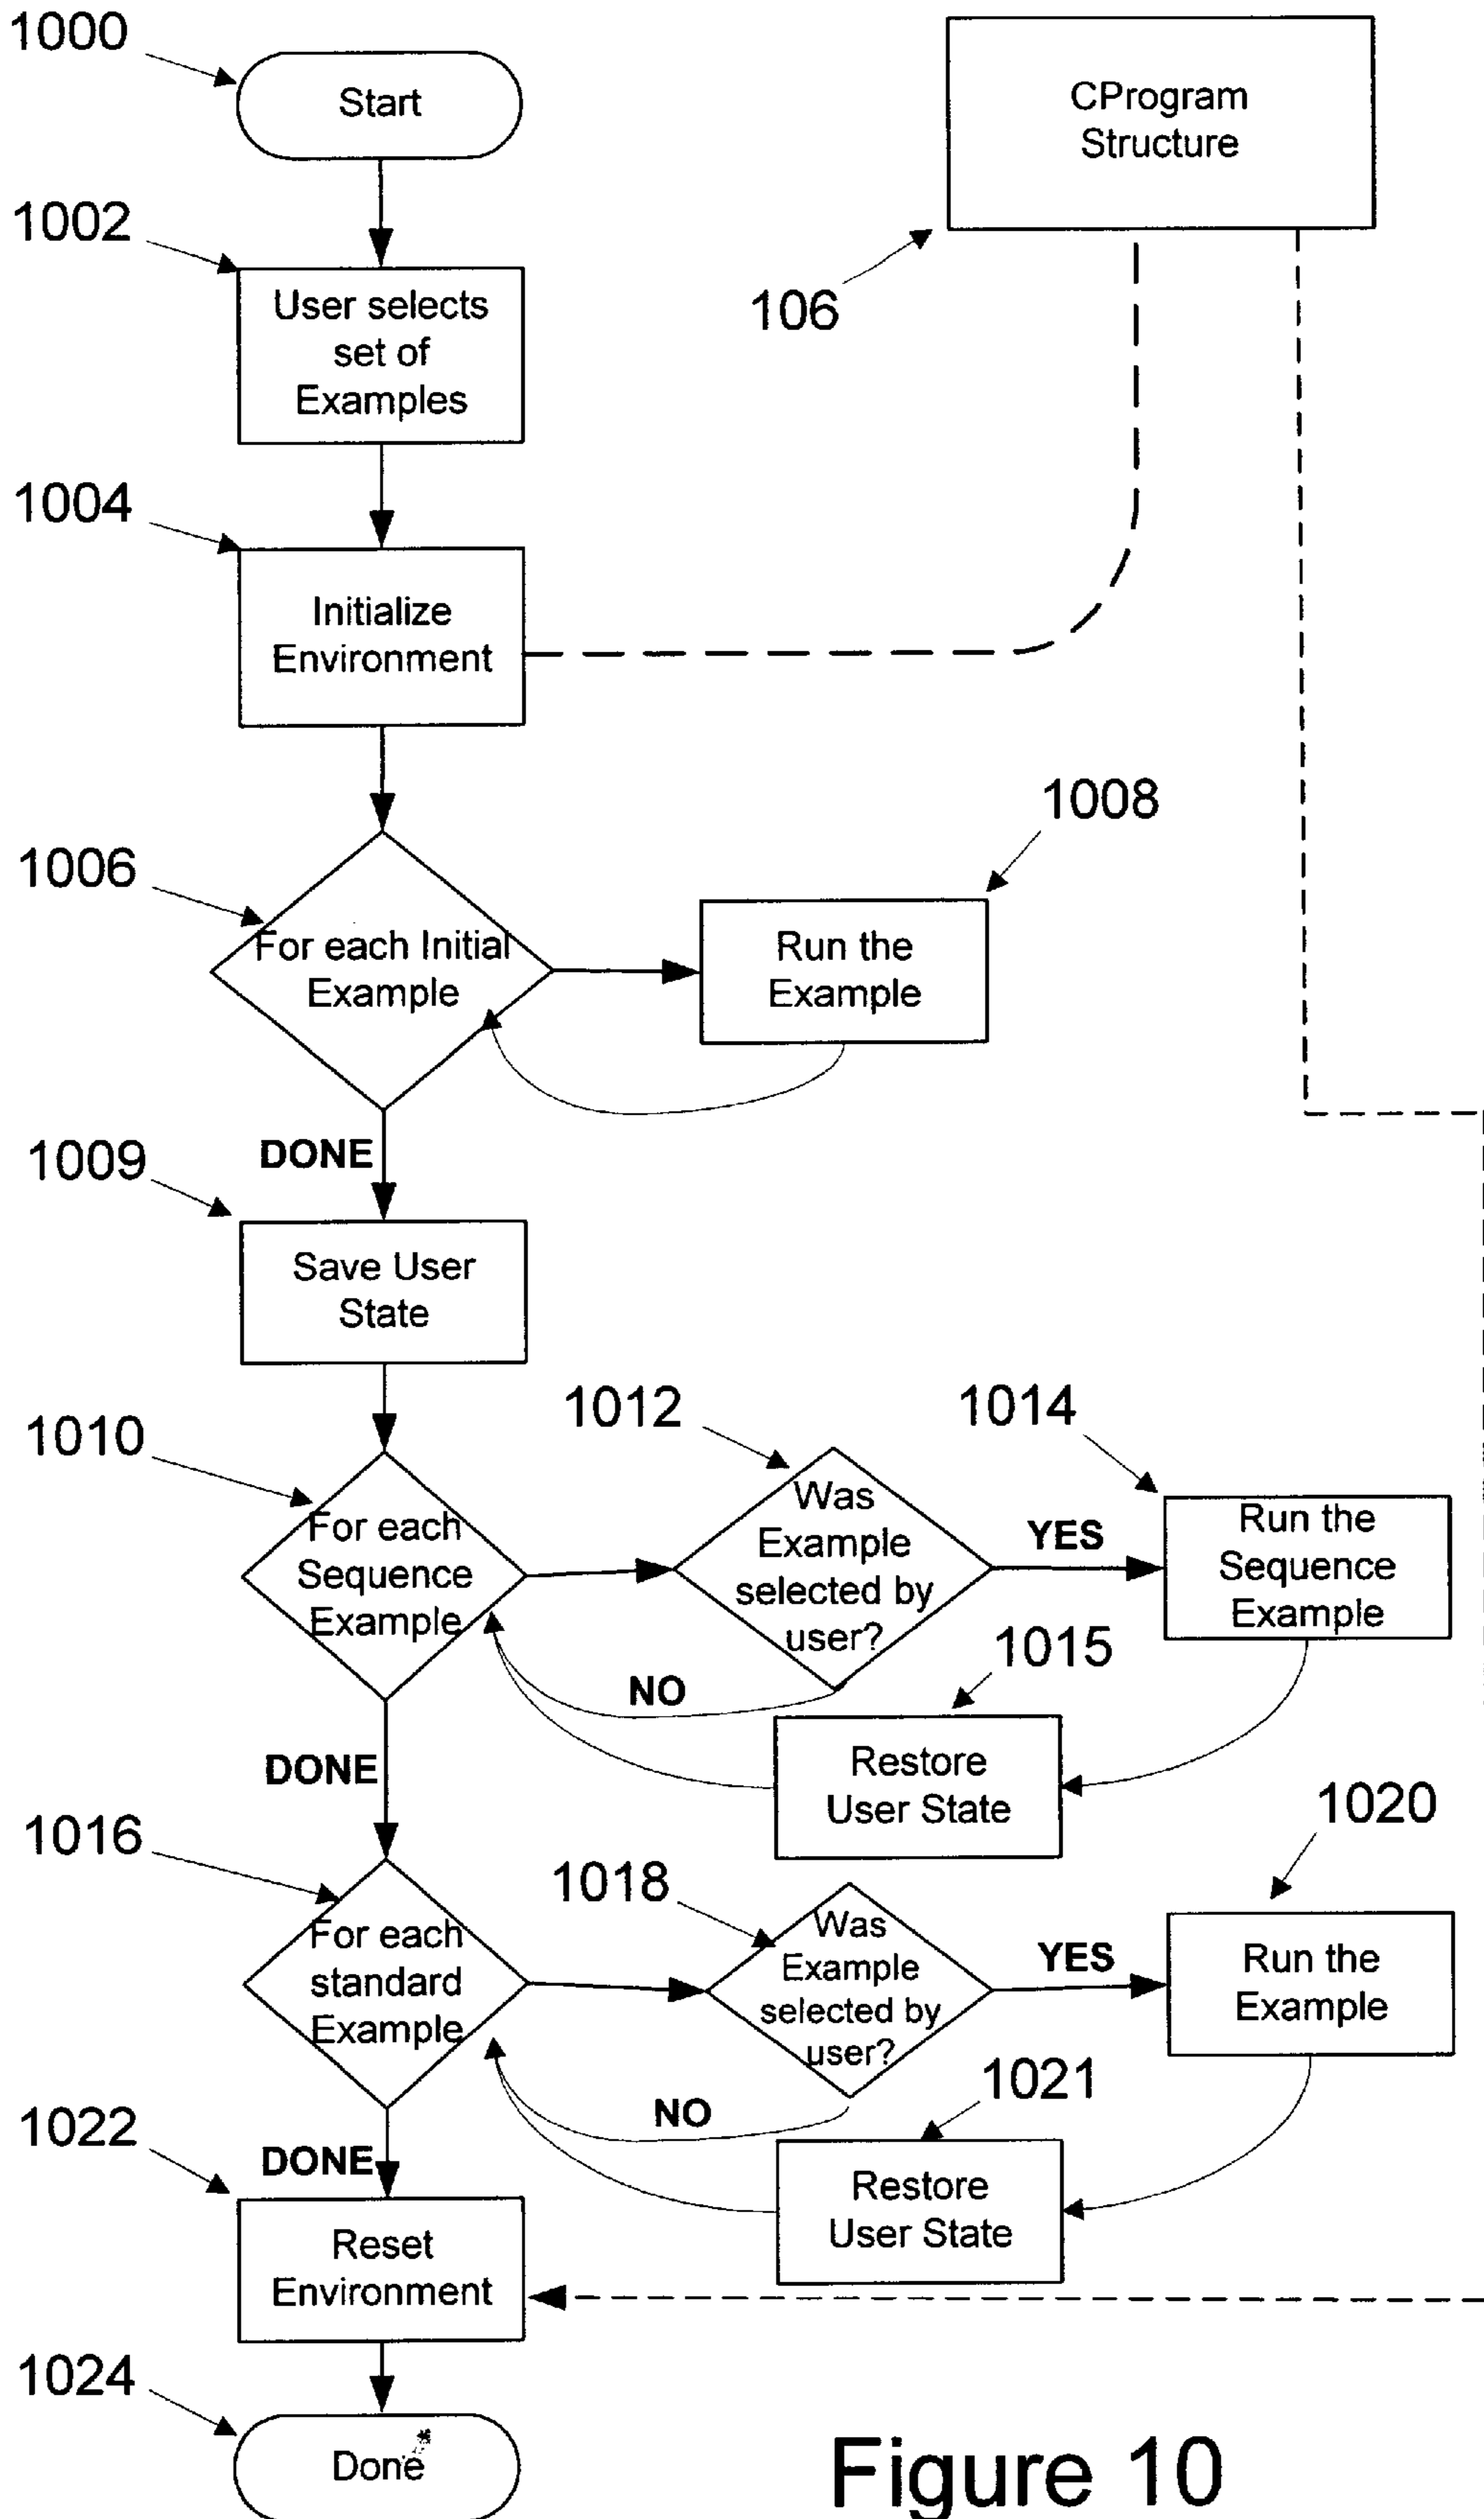 1000
Start
CProgram
Structure
106
1002
User selects
set of
Examples
1004
Initialize
Environment
1006
For each Initial
Example
1008
Run the
Example
DONE
1009
Save User
State
1010
For each
Sequence
Example
1012
Was
Example
selected by
user?
YES
1014
Run the
Sequence
Example
NO
1015
Restore
User State
DONE
1016
For each
standard
Example
1018
Was
Example
selected by
user?
YES
1020
Run the
Example
NO
1021
Restore
User State
DONE
1022
Reset
Environment
1024
Done
Figure 10